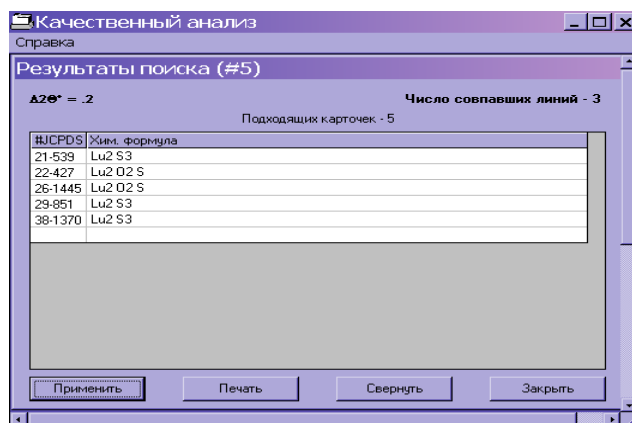 Качественный анализ
Справка
Результаты поиска (#5)
Δ2Θ° = .2 Число совпавших линий - 3
Подходящих карточек - 5
#JCPDS Хим. формула
21-539 Lu2 S3
22-427 Lu2 O2 S
26-1445 Lu2 O2 S
29-851 Lu2 S3
38-1370 Lu2 S3
Применить Печать Свернуть Закрыть